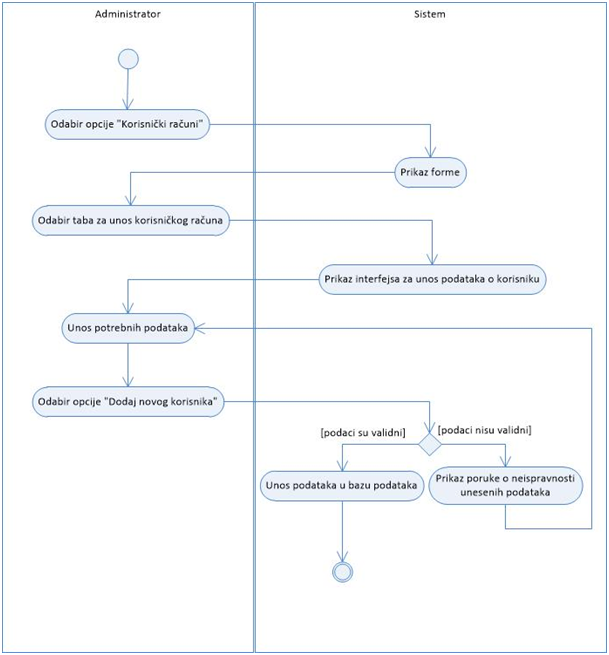 Administrator
Sistem
Odabir opcije "Korisnički računi"
Prikaz forme
Odabir taba za unos korisničkog računa
Prikaz interfejsa za unos podataka o korisniku
Unos potrebnih podataka
Odabir opcije "Dodaj novog korisnika"
[podaci su validni]
[podaci nisu validni]
Unos podataka u bazu podataka
Prikaz poruke o neispravnosti
unesenih podataka